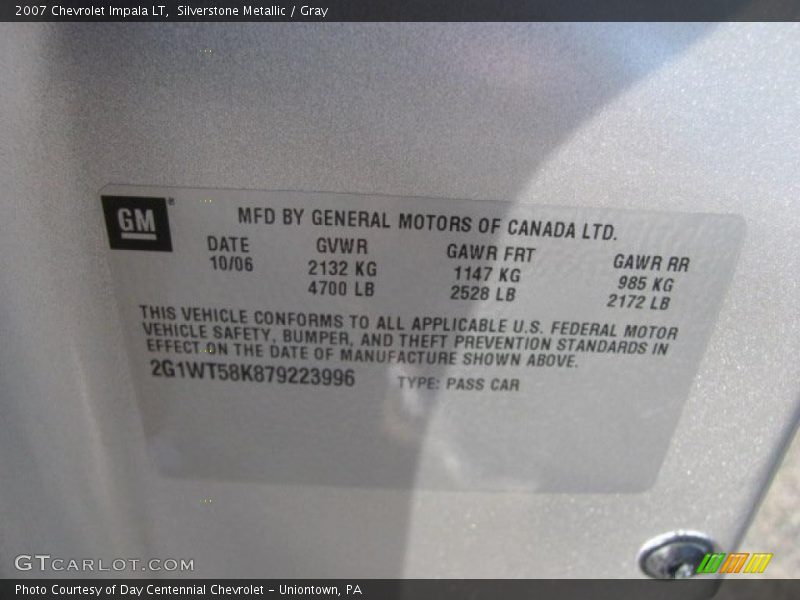 2007 Chevrolet Impala LT, Silverstone Metallic / Gray
GM ®
MFD BY GENERAL MOTORS OF CANADA LTD.
DATE GVWR GAWR FRT GAWR RR
10/06 2132 KG 1147 KG 985 KG
4700 LB 2528 LB 2172 LB
THIS VEHICLE CONFORMS TO ALL APPLICABLE U.S. FEDERAL MOTOR
VEHICLE SAFETY, BUMPER, AND THEFT PREVENTION STANDARDS IN
EFFECT ON THE DATE OF MANUFACTURE SHOWN ABOVE.
2G1WT58K879223996 TYPE: PASS CAR
GTCARLOT.COM
Photo Courtesy of Day Centennial Chevrolet - Uniontown, PA